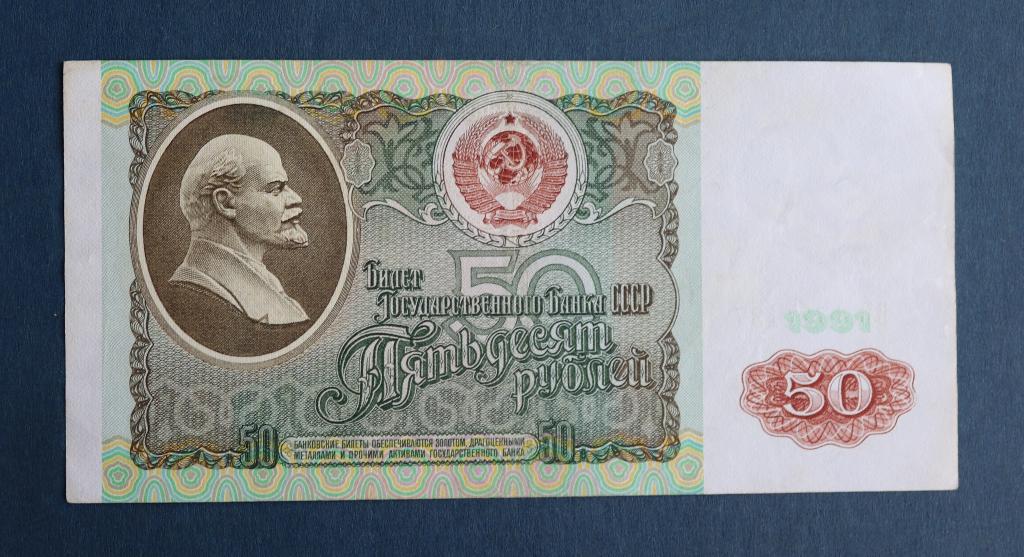 Билет
Государственного Банка СССР
50
Пятьдесят
рублей
1991
50
50
БАНКОВСКИЕ БИЛЕТЫ ОБЕСПЕЧИВАЮТСЯ ЗОЛОТОМ, ДРАГОЦЕННЫМИ
МЕТАЛЛАМИ И ПРОЧИМИ АКТИВАМИ ГОСУДАРСТВЕННОГО БАНКА
50